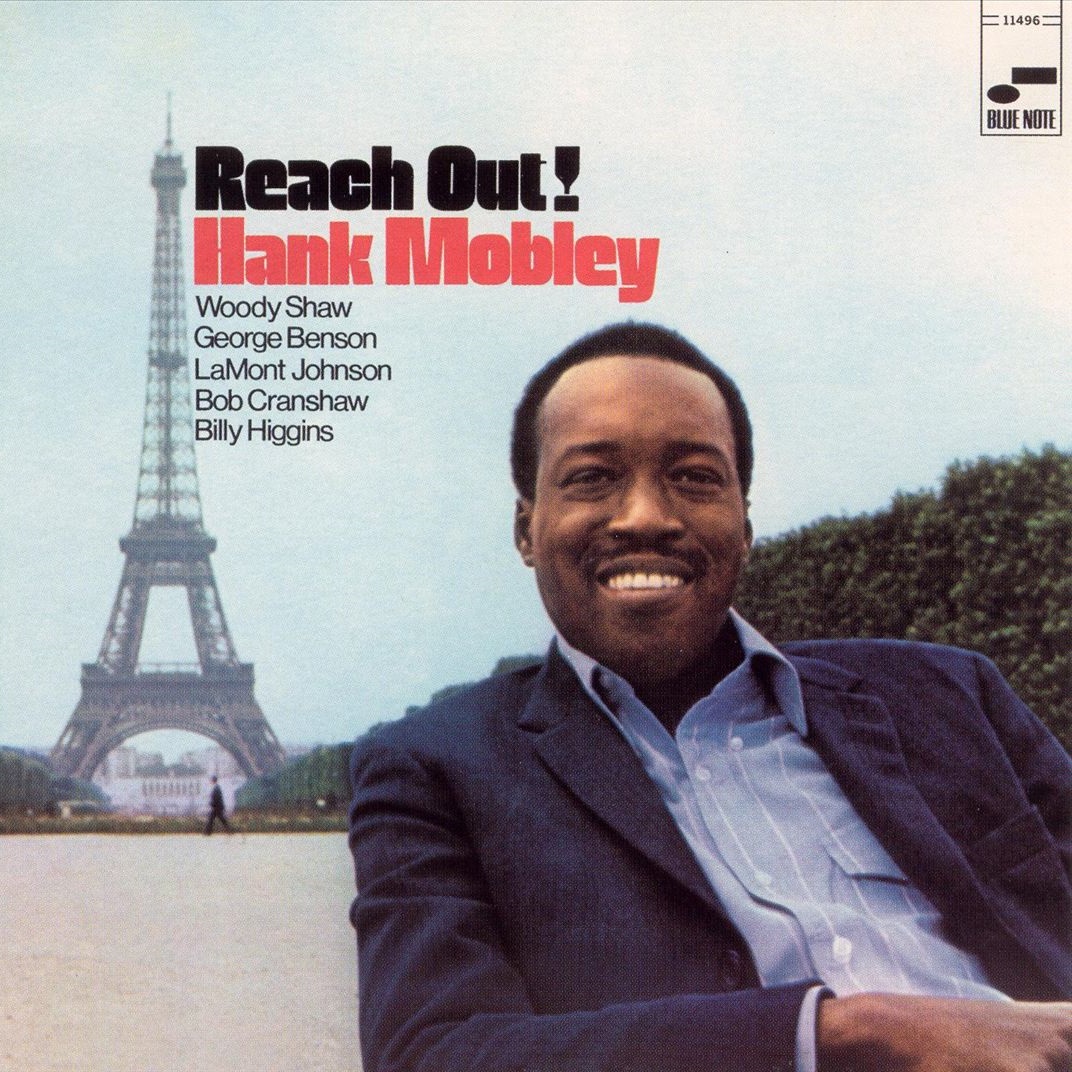 11496
BLUE NOTE
Reach Out!
Hank Mobley
Woody Shaw
George Benson
LaMont Johnson
Bob Cranshaw
Billy Higgins